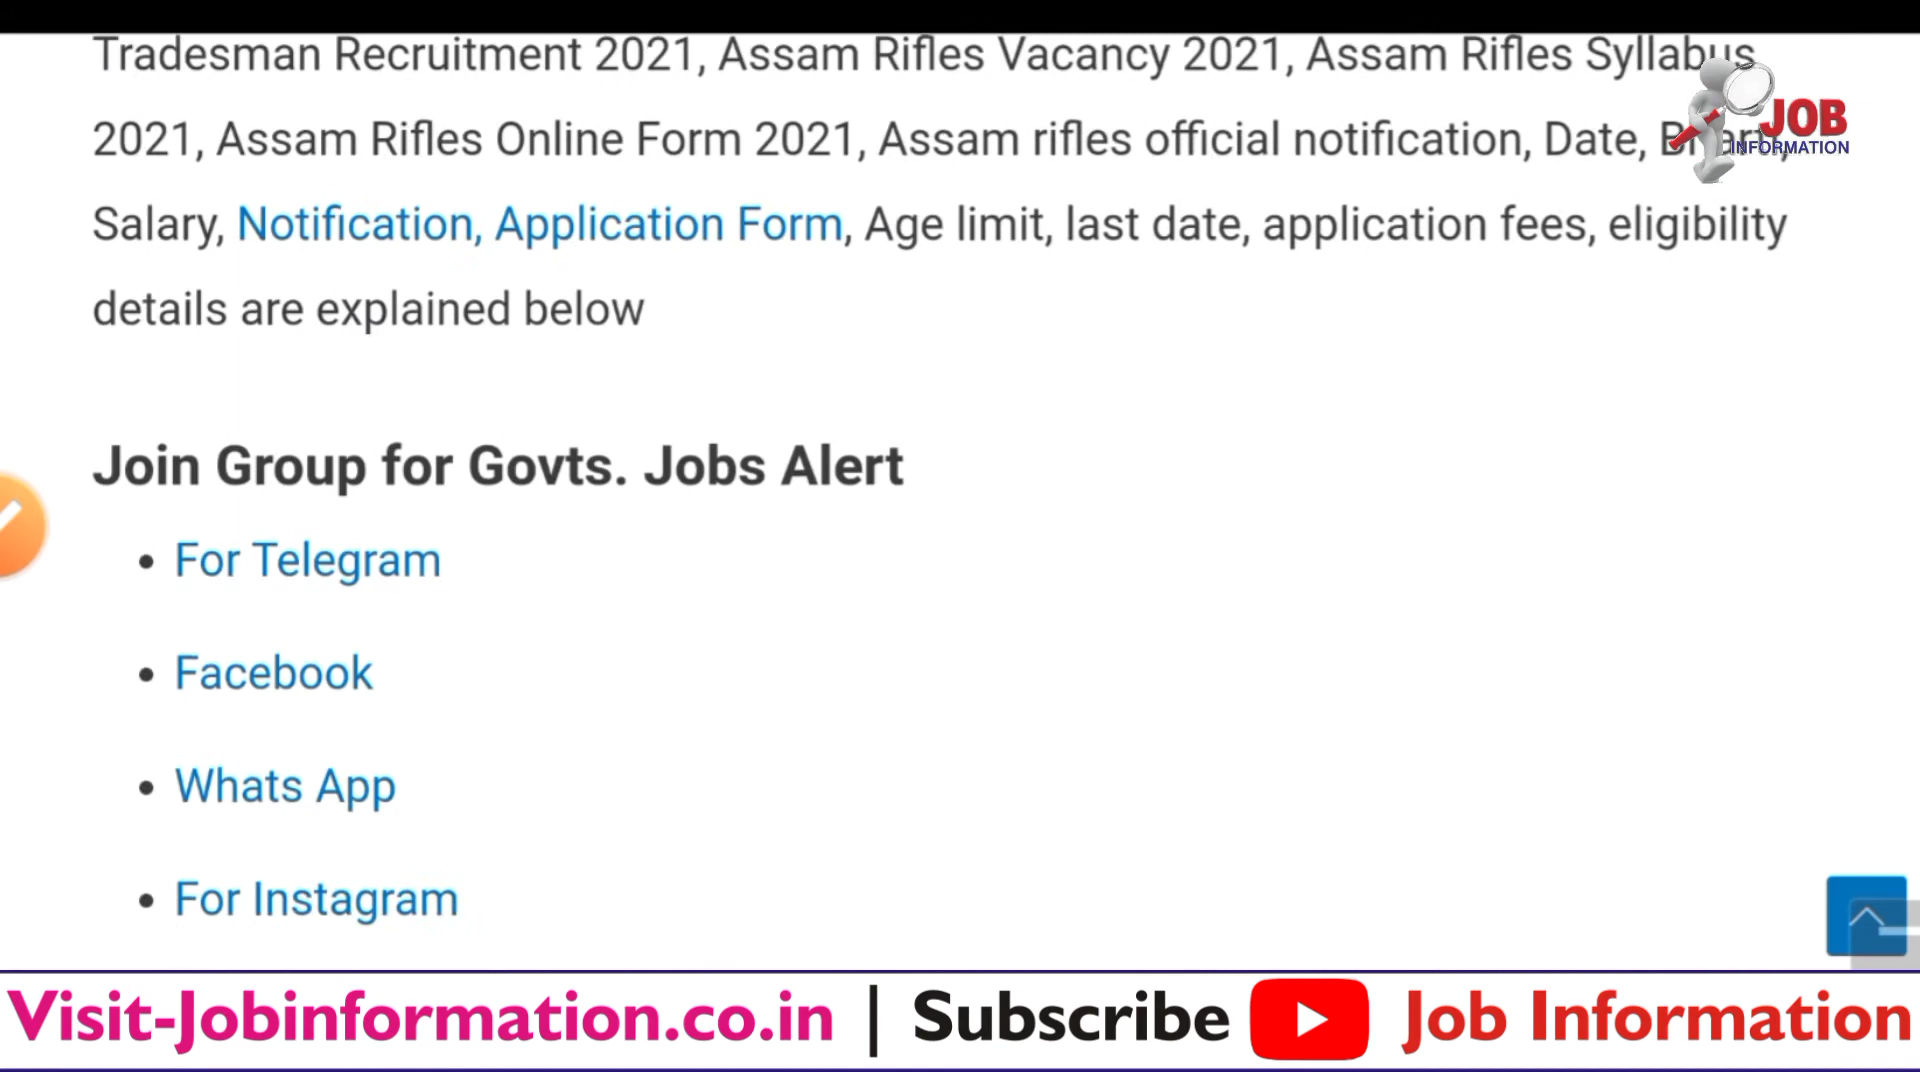 Tradesman Recruitment 2021, Assam Rifles Vacancy 2021, Assam Rifles Syllabus
2021, Assam Rifles Online Form 2021, Assam rifles official notification, Date,
Salary, Notification, Application Form, Age limit, last date, application fees, eligibility
details are explained below
JOB
INFORMATION
Join Group for Govts. Jobs Alert
• For Telegram
• Facebook
• Whats App
• For Instagram
Visit-Jobinformation.co.in | Subscribe Job Information